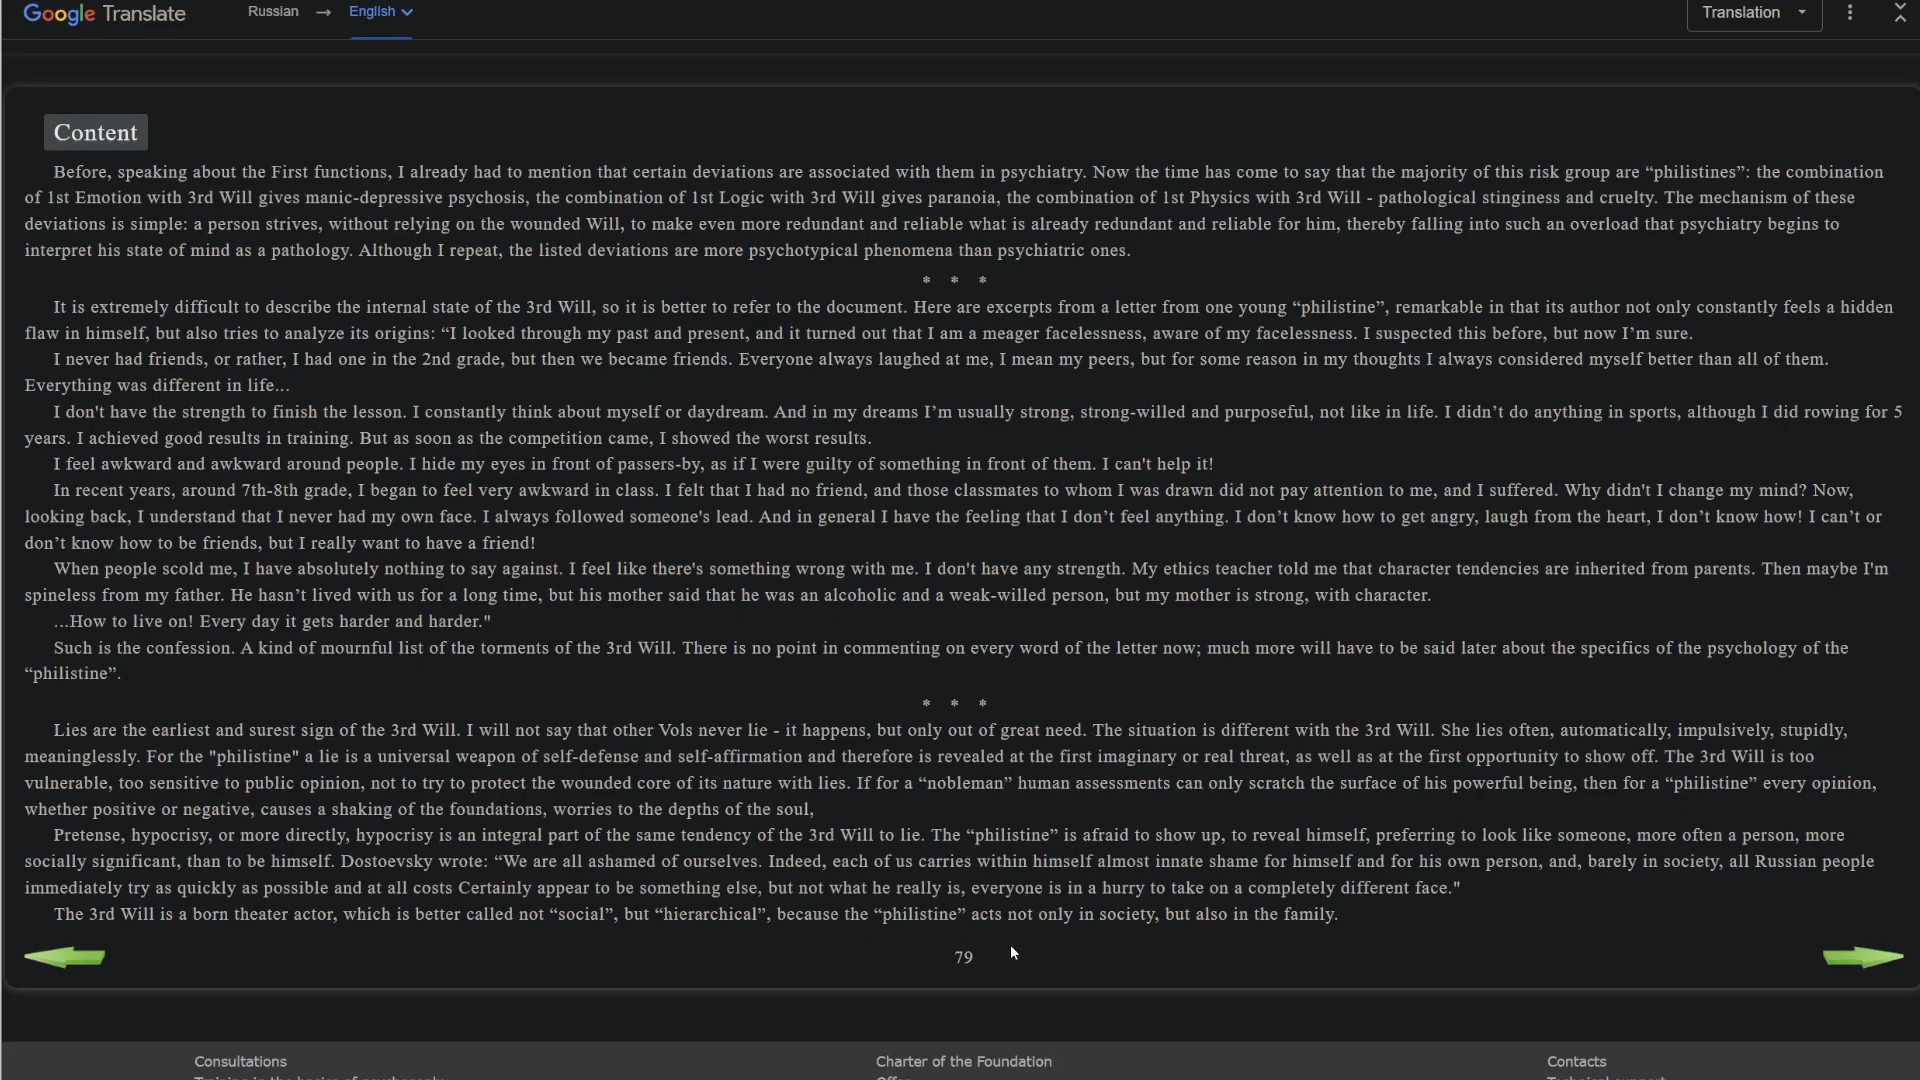 Google Translate
Russian → English
Translation
Content
Before, speaking about the First functions, I already had to mention that certain deviations are associated with them in psychiatry. Now the time has come to say that the majority of this risk group are “philistines”: the combination
of 1st Emotion with 3rd Will gives manic-depressive psychosis, the combination of 1st Logic with 3rd Will gives paranoia, the combination of 1st Physics with 3rd Will - pathological stinginess and cruelty. The mechanism of these
deviations is simple: a person strives, without relying on the wounded Will, to make even more redundant and reliable what is already redundant and reliable for him, thereby falling into such an overload that psychiatry begins to
interpret his state of mind as a pathology. Although I repeat, the listed deviations are more psychotypical phenomena than psychiatric ones.
* * *
It is extremely difficult to describe the internal state of the 3rd Will, so it is better to refer to the document. Here are excerpts from a letter from one young “philistine”, remarkable in that its author not only constantly feels a hidden
flaw in himself, but also tries to analyze its origins: “I looked through my past and present, and it turned out that I am a meager facelessness, aware of my facelessness. I suspected this before, but now I’m sure.
I never had friends, or rather, I had one in the 2nd grade, but then we became friends. Everyone always laughed at me, I mean my peers, but for some reason in my thoughts I always considered myself better than all of them.
Everything was different in life...
I don't have the strength to finish the lesson. I constantly think about myself or daydream. And in my dreams I’m usually strong, strong-willed and purposeful, not like in life. I didn’t do anything in sports, although I did rowing for 5
years. I achieved good results in training. But as soon as the competition came, I showed the worst results.
I feel awkward and awkward around people. I hide my eyes in front of passers-by, as if I were guilty of something in front of them. I can't help it!
In recent years, around 7th-8th grade, I began to feel very awkward in class. I felt that I had no friend, and those classmates to whom I was drawn did not pay attention to me, and I suffered. Why didn't I change my mind? Now,
looking back, I understand that I never had my own face. I always followed someone's lead. And in general I have the feeling that I don’t feel anything. I don’t know how to get angry, laugh from the heart, I don’t know how! I can’t or
don’t know how to be friends, but I really want to have a friend!
When people scold me, I have absolutely nothing to say against. I feel like there's something wrong with me. I don't have any strength. My ethics teacher told me that character tendencies are inherited from parents. Then maybe I'm
spineless from my father. He hasn’t lived with us for a long time, but his mother said that he was an alcoholic and a weak-willed person, but my mother is strong, with character.
...How to live on! Every day it gets harder and harder."
Such is the confession. A kind of mournful list of the torments of the 3rd Will. There is no point in commenting on every word of the letter now; much more will have to be said later about the specifics of the psychology of the
“philistine”.
* * *
Lies are the earliest and surest sign of the 3rd Will. I will not say that other Vols never lie - it happens, but only out of great need. The situation is different with the 3rd Will. She lies often, automatically, impulsively, stupidly,
meaninglessly. For the "philistine" a lie is a universal weapon of self-defense and self-affirmation and therefore is revealed at the first imaginary or real threat, as well as at the first opportunity to show off. The 3rd Will is too
vulnerable, too sensitive to public opinion, not to try to protect the wounded core of its nature with lies. If for a “nobleman” human assessments can only scratch the surface of his powerful being, then for a “philistine” every opinion,
whether positive or negative, causes a shaking of the foundations, worries to the depths of the soul,
Pretense, hypocrisy, or more directly, hypocrisy is an integral part of the same tendency of the 3rd Will to lie. The “philistine” is afraid to show up, to reveal himself, preferring to look like someone, more often a person, more
socially significant, than to be himself. Dostoevsky wrote: “We are all ashamed of ourselves. Indeed, each of us carries within himself almost innate shame for himself and for his own person, and, barely in society, all Russian people
immediately try as quickly as possible and at all costs Certainly appear to be something else, but not what he really is, everyone is in a hurry to take on a completely different face."
The 3rd Will is a born theater actor, which is better called not “social”, but “hierarchical”, because the “philistine” acts not only in society, but also in the family.
79
Consultations
Charter of the Foundation
Contacts